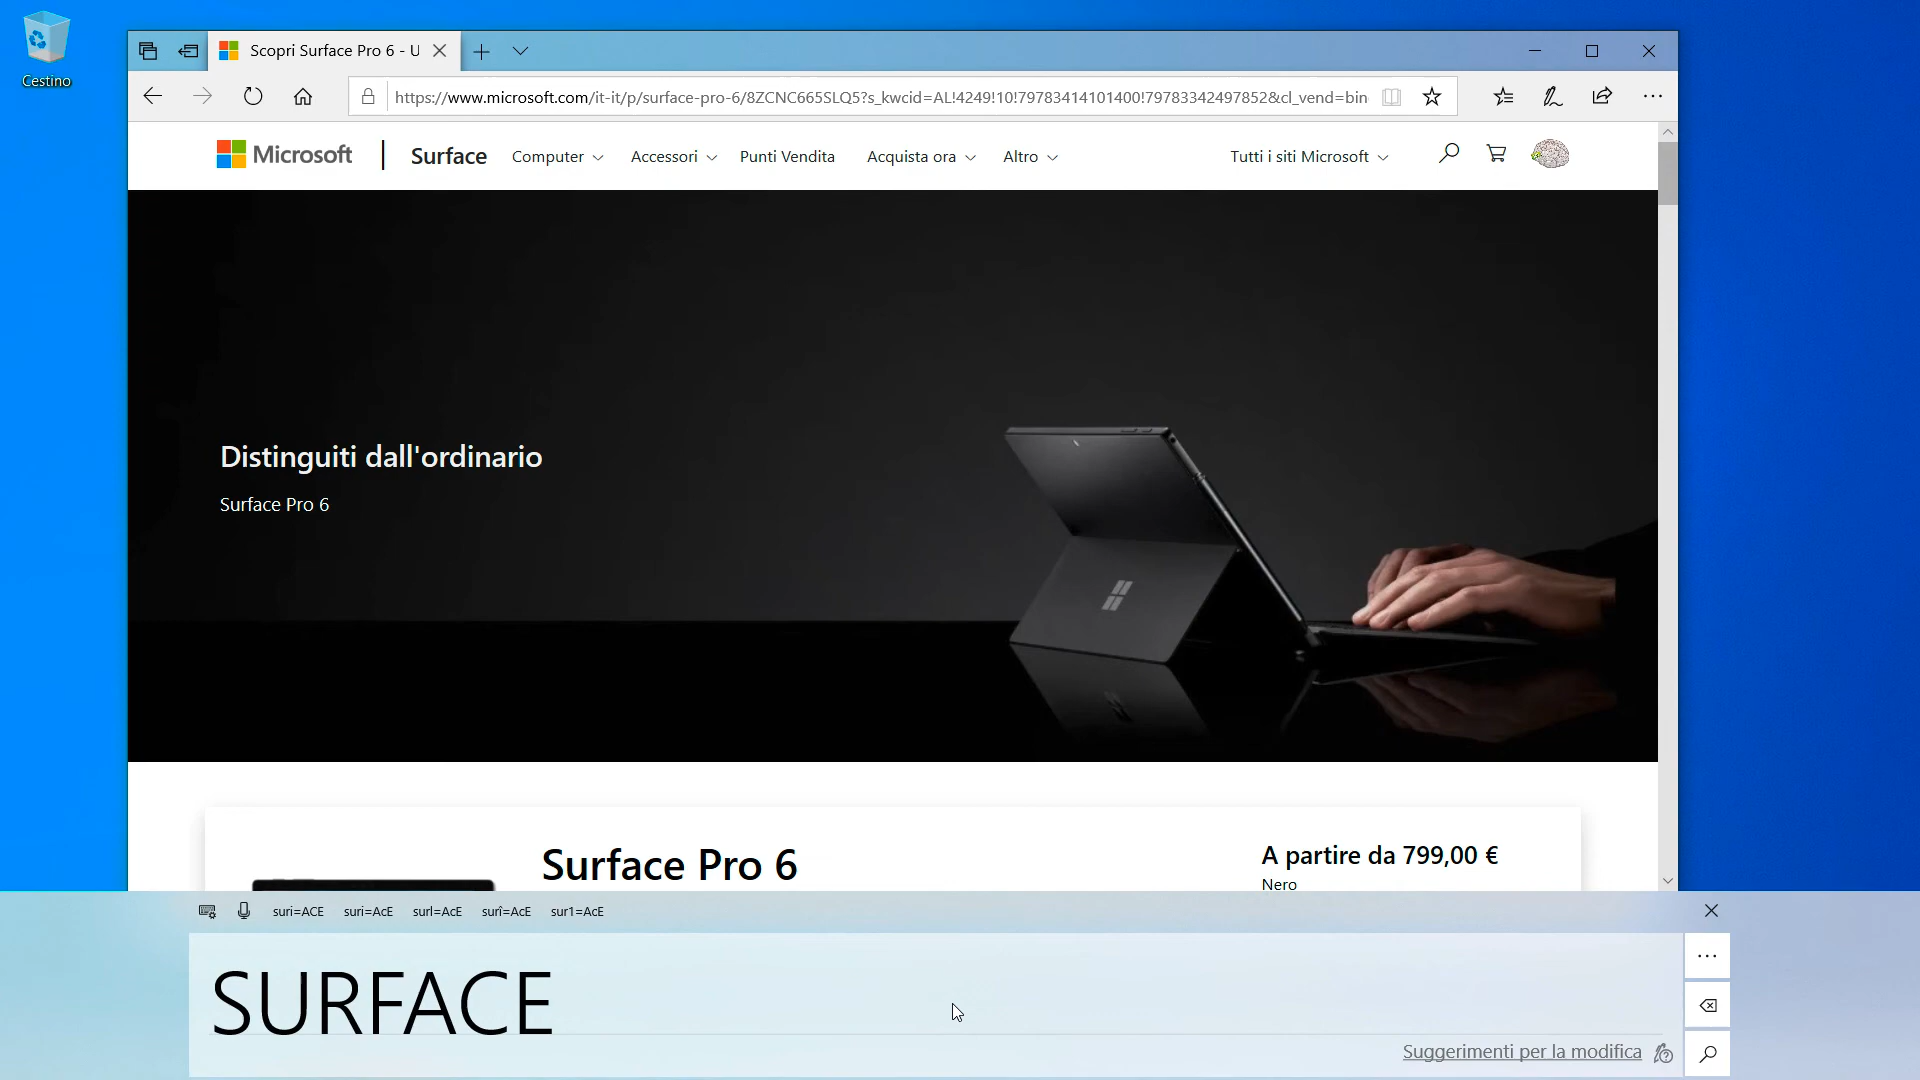 Cestino
Scopri Surface Pro 6 - U
https://www.microsoft.com/it-it/p/surface-pro-6/8ZCNC665SLQ5?s_kwcid=AL!4249!10!79783414101400!79783342497852&cl_vend=bin
Microsoft Surface Computer Accessori Punti Vendita Acquista ora Altro Tutti i siti Microsoft
Distinguiti dall'ordinario
Surface Pro 6
Surface Pro 6
A partire da 799,00 €
Nero
suri=ACE suri=AcE surl=AcE surî=AcE sur1=AcE
SURFACE
Suggerimenti per la modifica